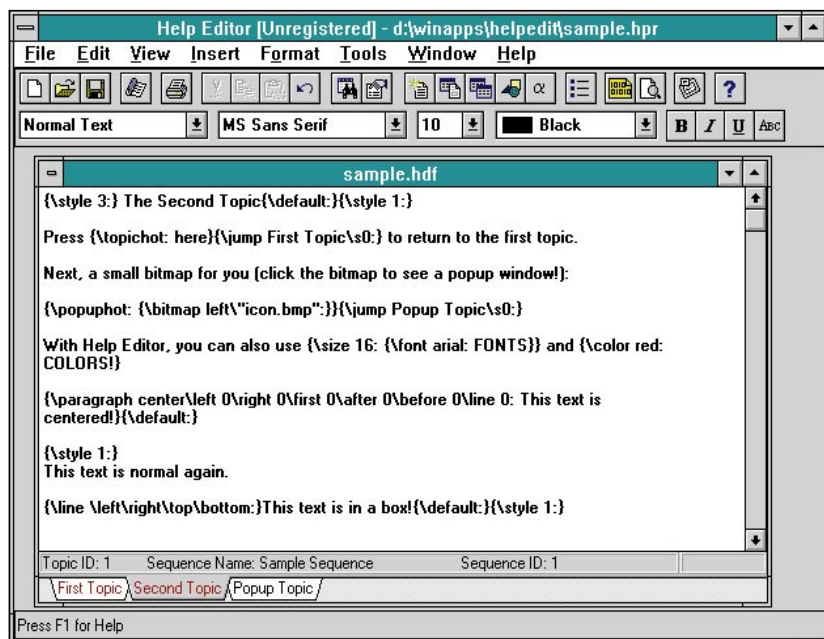 Help Editor [Unregistered] - d:\winapps\helpedit\sample.hpr
File Edit View Insert Format Tools Window Help
α ?
Normal Text MS Sans Serif 10 Black B I U ABC
sample.hdf
{\style 3:} The Second Topic{\default:}{\style 1:}
Press {\topichot: here}{\jump First Topic\s0:} to return to the first topic.
Next, a small bitmap for you (click the bitmap to see a popup window!):
{\popuphot: {\bitmap left\"icon.bmp":}}{\jump Popup Topic\s0:}
With Help Editor, you can also use {\size 16: {\font arial: FONTS}} and {\color red:
COLORS!}
{\paragraph center\left 0\right 0\first 0\after 0\before 0\line 0: This text is
centered!}{\default:}
{\style 1:}
This text is normal again.
{\line \left\right\top\bottom:}This text is in a box!{\default:}{\style 1:}
Topic ID: 1 Sequence Name: Sample Sequence Sequence ID: 1
First Topic Second Topic Popup Topic
Press F1 for Help